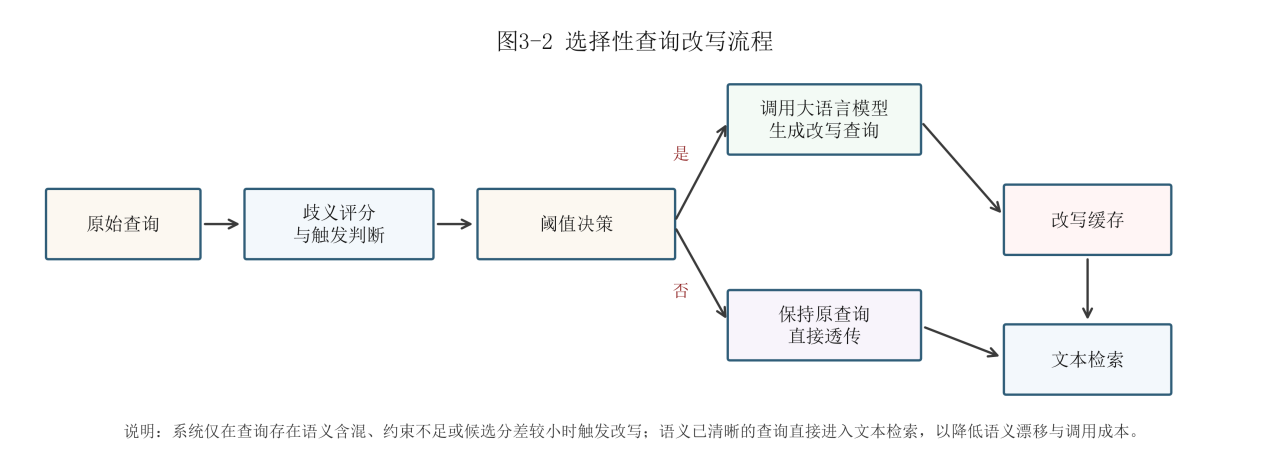 图3-2 选择性查询改写流程
调用大语言模型
生成改写查询
是
原始查询
歧义评分
与触发判断
阈值决策
改写缓存
否
保持原查询
直接透传
文本检索
说明：系统仅在查询存在语义含混、约束不足或候选分差较小时触发改写；语义已清晰的查询直接进入文本检索，以降低语义漂移与调用成本。